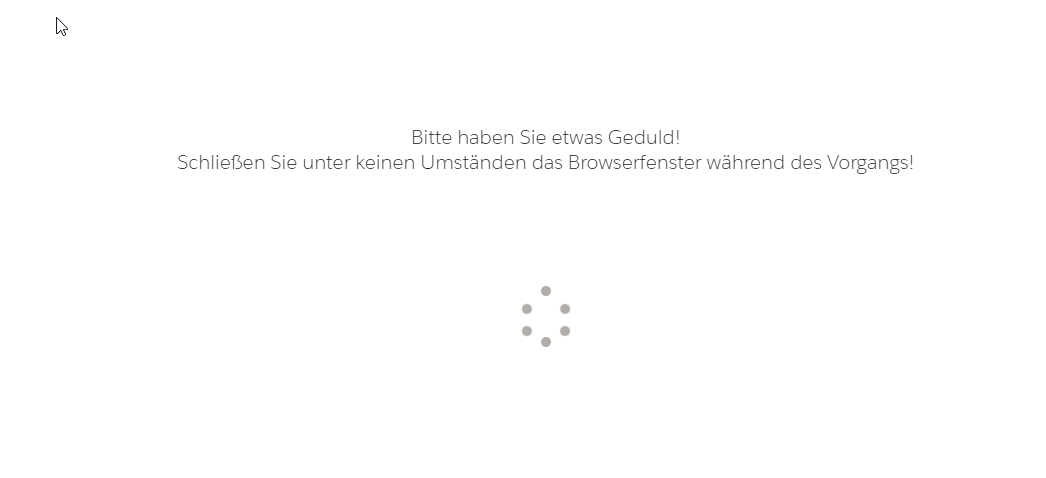 Bitte haben Sie etwas Geduld!
Schließen Sie unter keinen Umständen das Browserfenster während des Vorgangs!